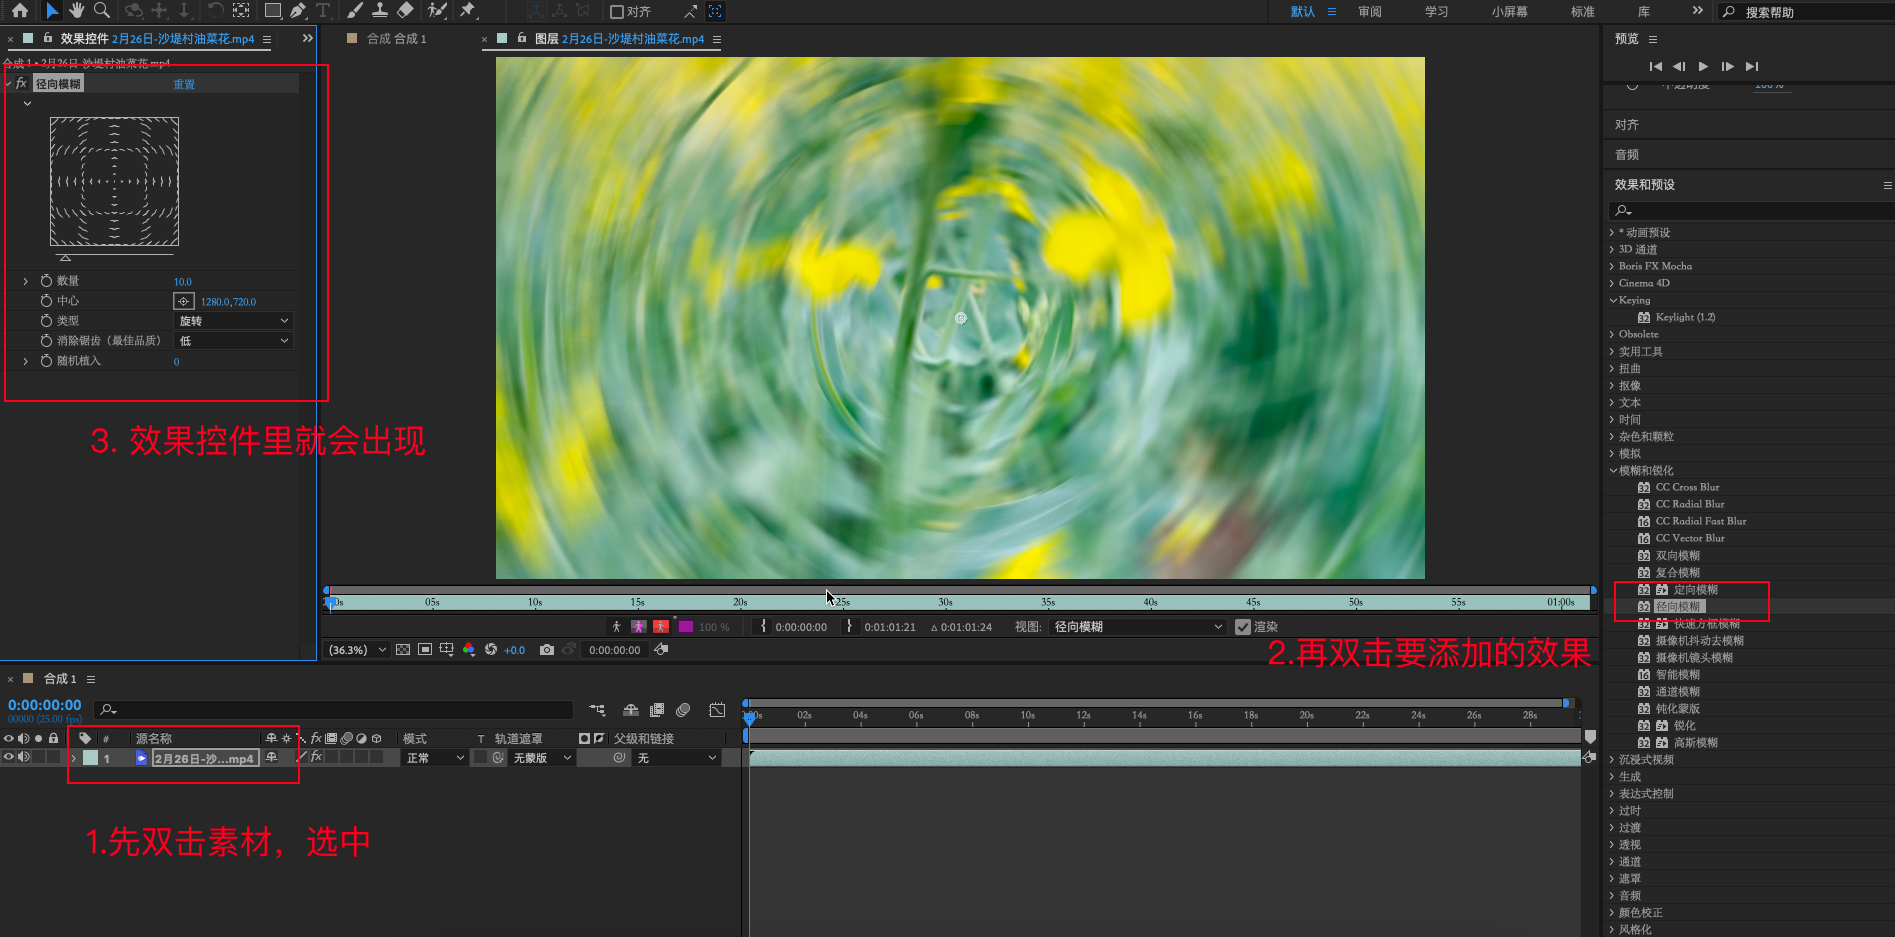 对齐
默认
审阅
学习
小屏幕
标准
库
搜索帮助
效果控件 2月26日-沙堤村油菜花.mp4
合成 合成 1
图层 2月26日-沙堤村油菜花.mp4
预览
合成 1 • 2月26日-沙堤村油菜花.mp4
fx 径向模糊 重置
数量 10.0
中心 1280.0,720.0
类型 旋转
消除锯齿（最佳品质） 低
随机植入 0
3. 效果控件里就会出现
不透明度 100%
对齐
音频
效果和预设
* 动画预设
3D 通道
Boris FX Mocha
Cinema 4D
Keying
Keylight (1.2)
Obsolete
实用工具
扭曲
抠像
文本
时间
杂色和颗粒
模拟
模糊和锐化
CC Cross Blur
CC Radial Blur
CC Radial Fast Blur
CC Vector Blur
双向模糊
复合模糊
定向模糊
径向模糊
快速方框模糊
摄像机抖动去模糊
摄像机镜头模糊
智能模糊
通道模糊
钝化蒙版
锐化
高斯模糊
沉浸式视频
生成
表达式控制
过时
过渡
透视
通道
遮罩
音频
颜色校正
风格化
05s 10s 15s 20s 25s 30s 35s 40s 45s 50s 55s 01:00s
100 %
0:00:00:00
0:01:01:21
Δ 0:01:01:24
视图: 径向模糊
渲染
(36.3%)
+0.0
0:00:00:00
2.再双击要添加的效果
合成 1
0:00:00:00
00000 (25.00 fps)
02s 04s 06s 08s 10s 12s 14s 16s 18s 20s 22s 24s 26s 28s
# 源名称 fx 模式 T 轨道遮罩 父级和链接
1 2月26日-沙...mp4 fx 正常 无蒙版 无
1.先双击素材，选中